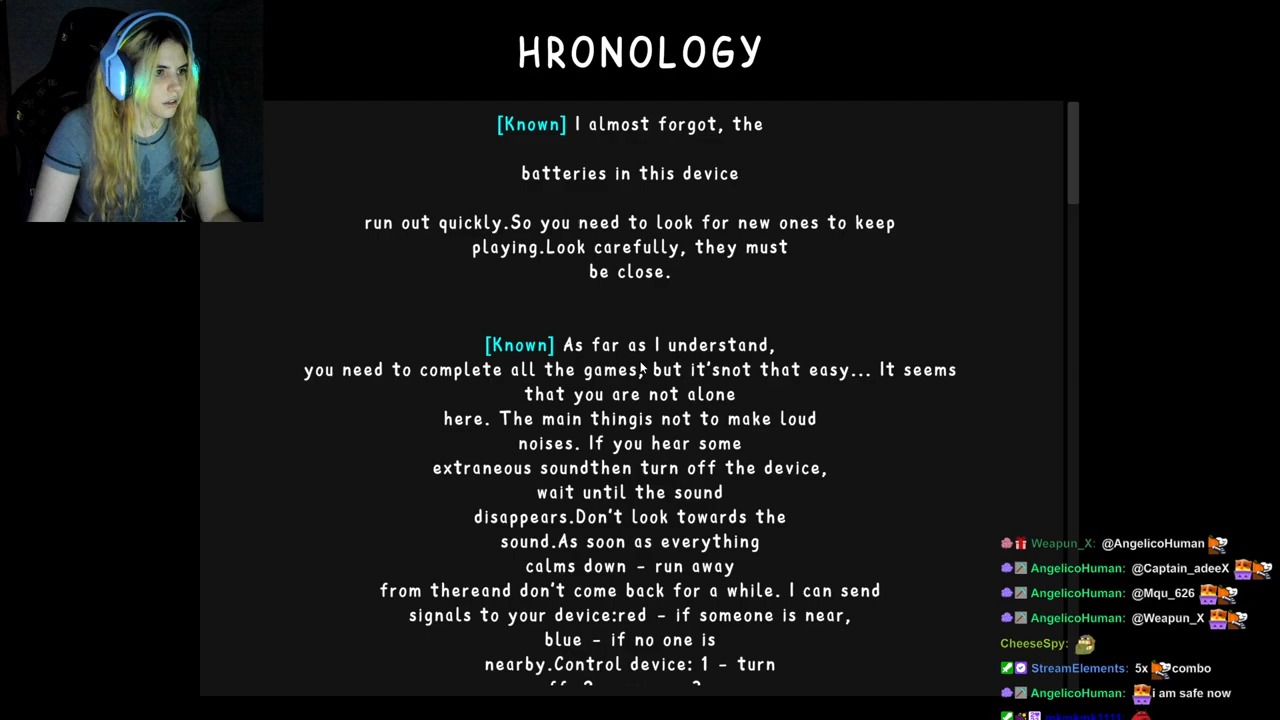 HRONOLOGY
[Known] I almost forgot, the
batteries in this device
run out quickly.So you need to look for new ones to keep
playing.Look carefully, they must
be close.
[Known] As far as I understand,
you need to complete all the games, but it'snot that easy... It seems
that you are not alone
here. The main thingis not to make loud
noises. If you hear some
extraneous soundthen turn off the device,
wait until the sound
disappears.Don't look towards the
sound.As soon as everything
calms down - run away
from thereand don't come back for a while. I can send
signals to your device:red - if someone is near,
blue - if no one is
nearby.Control device: 1 - turn
Weapun_X: @AngelicoHuman
AngelicoHuman: @Captain_adeeX
AngelicoHuman: @Mqu_626
AngelicoHuman: @Weapun_X
CheeseSpy:
StreamElements: 5x combo
AngelicoHuman: i am safe now